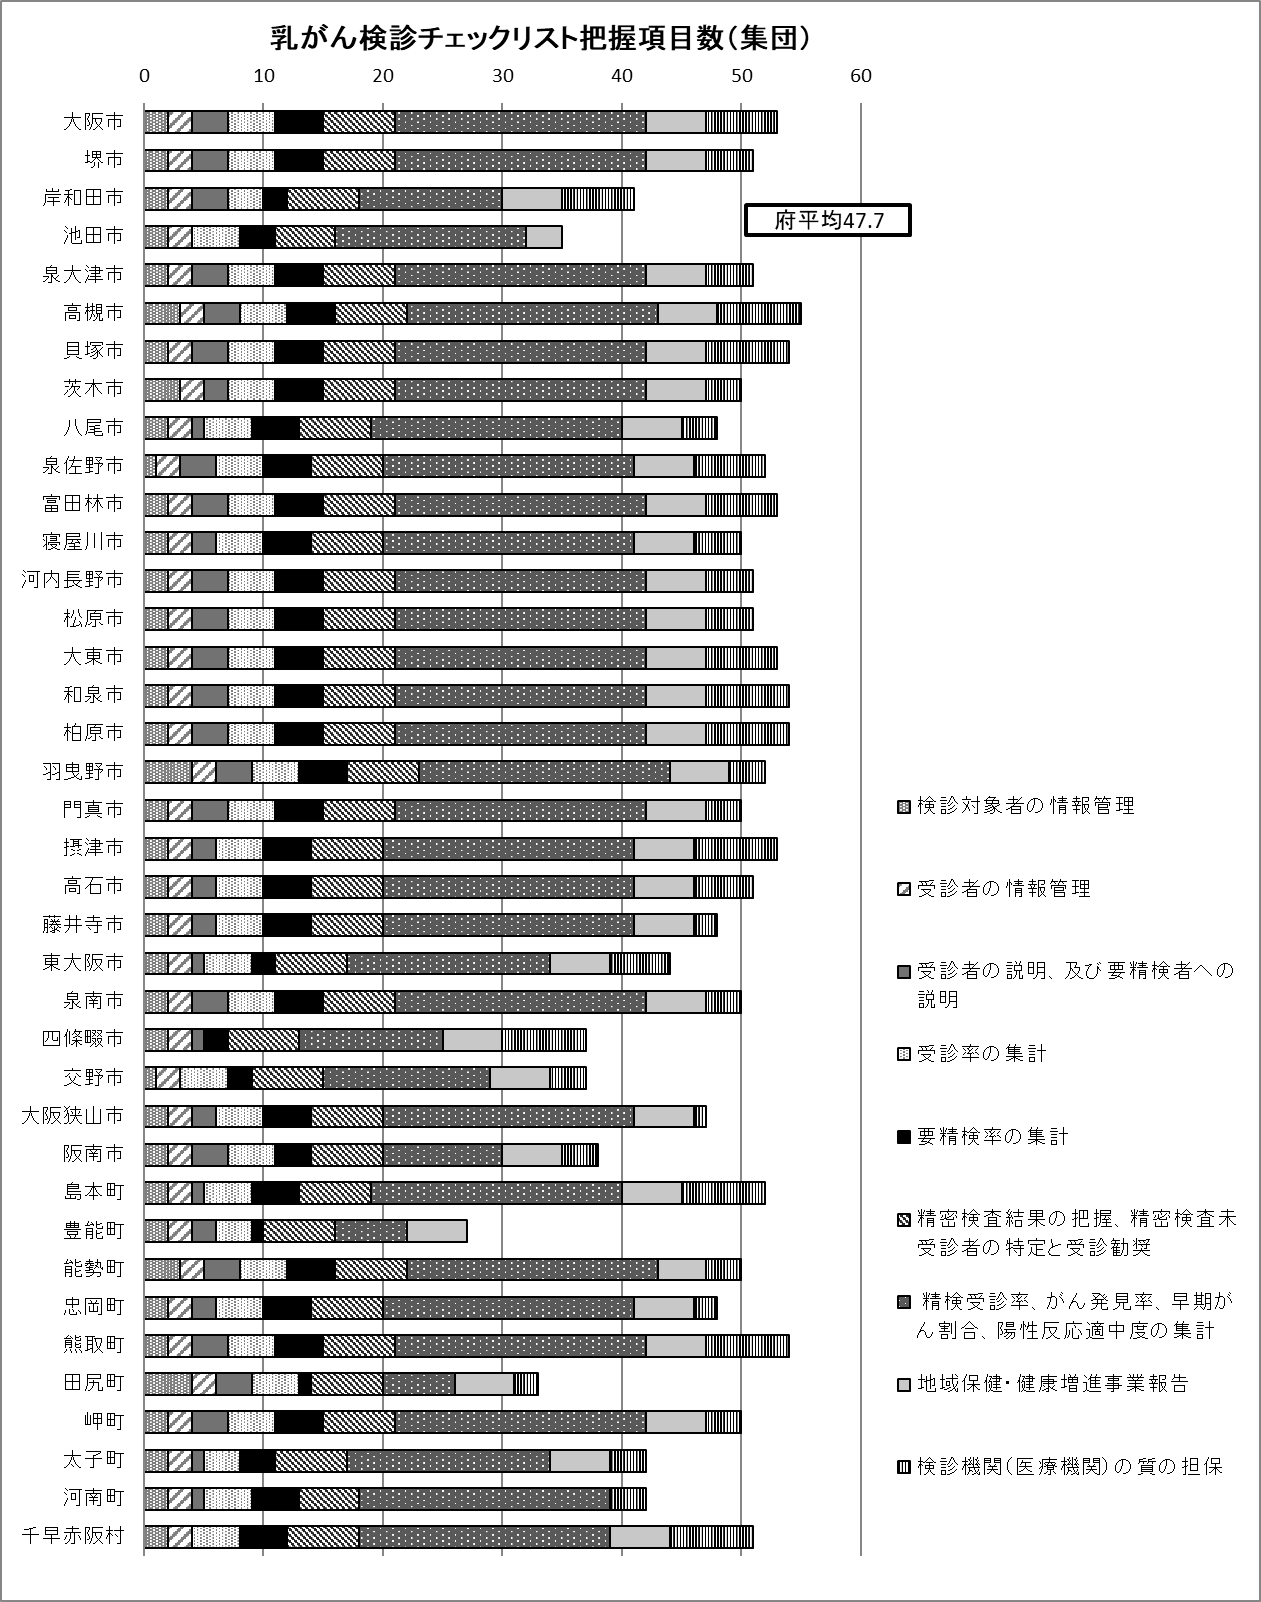 乳がん検診チェックリスト把握項目数（集団）
0 10 20 30 40 50 60
大阪市
堺市
岸和田市
府平均47.7
池田市
泉大津市
高槻市
貝塚市
茨木市
八尾市
泉佐野市
富田林市
寝屋川市
河内長野市
松原市
大東市
和泉市
柏原市
羽曳野市
門真市
摂津市
高石市
藤井寺市
東大阪市
泉南市
四條畷市
交野市
大阪狭山市
阪南市
島本町
豊能町
能勢町
忠岡町
熊取町
田尻町
岬町
太子町
河南町
千早赤阪村
検診対象者の情報管理
受診者の情報管理
受診者の説明、及び要精検者への
説明
受診率の集計
要精検率の集計
精密検査結果の把握、精密検査未
受診者の特定と受診勧奨
精検受診率、がん発見率、早期が
ん割合、陽性反応適中度の集計
地域保健・健康増進事業報告
検診機関（医療機関）の質の担保